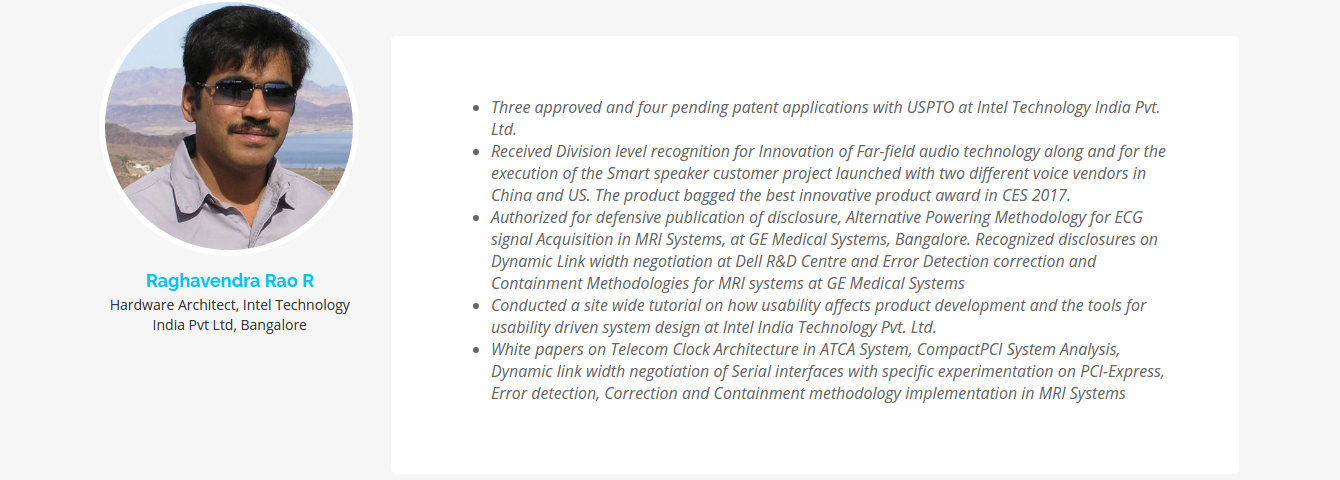 Raghavendra Rao R
Hardware Architect, Intel Technology
India Pvt Ltd, Bangalore
• Three approved and four pending patent applications with USPTO at Intel Technology India Pvt.
Ltd.
• Received Division level recognition for Innovation of Far-field audio technology along and for the
execution of the Smart speaker customer project launched with two different voice vendors in
China and US. The product bagged the best innovative product award in CES 2017.
• Authorized for defensive publication of disclosure, Alternative Powering Methodology for ECG
signal Acquisition in MRI Systems, at GE Medical Systems, Bangalore. Recognized disclosures on
Dynamic Link width negotiation at Dell R&D Centre and Error Detection correction and
Containment Methodologies for MRI systems at GE Medical Systems
• Conducted a site wide tutorial on how usability affects product development and the tools for
usability driven system design at Intel India Technology Pvt. Ltd.
• White papers on Telecom Clock Architecture in ATCA System, CompactPCI System Analysis,
Dynamic link width negotiation of Serial interfaces with specific experimentation on PCI-Express,
Error detection, Correction and Containment methodology implementation in MRI Systems